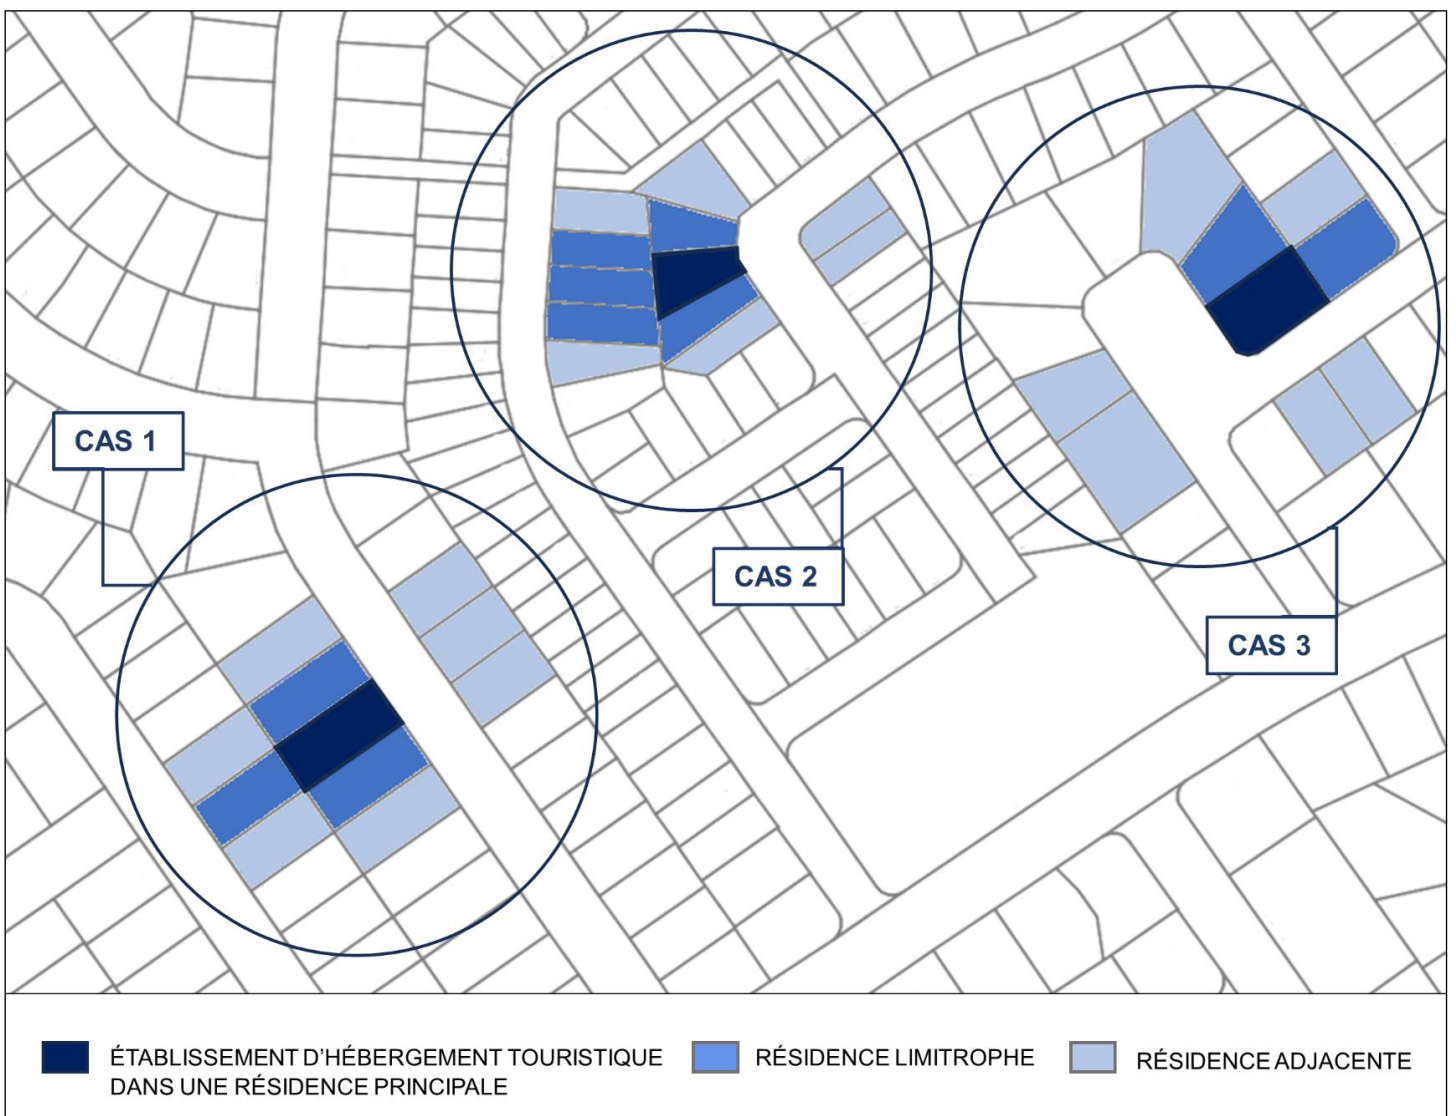 CAS 1
CAS 2
CAS 3
ÉTABLISSEMENT D'HÉBERGEMENT TOURISTIQUE
DANS UNE RÉSIDENCE PRINCIPALE
RÉSIDENCE LIMITROPHE
RÉSIDENCE ADJACENTE